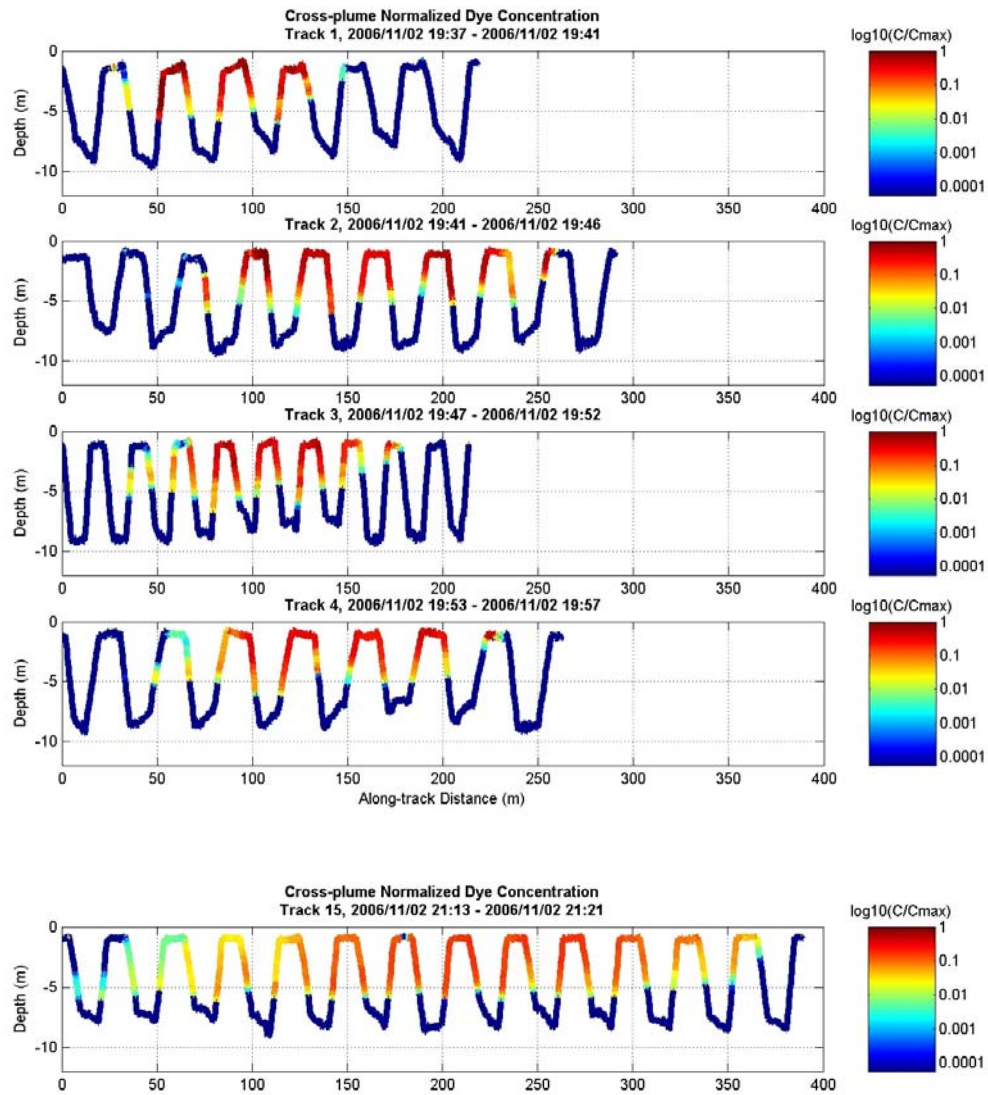 Cross-plume Normalized Dye Concentration
Track 1, 2006/11/02 19:37 - 2006/11/02 19:41
log10(C/Cmax)
0
-5
-10
Depth (m)
0 50 100 150 200 250 300 350 400
1
0.1
0.01
0.001
0.0001
Track 2, 2006/11/02 19:41 - 2006/11/02 19:46
log10(C/Cmax)
0
-5
-10
Depth (m)
0 50 100 150 200 250 300 350 400
1
0.1
0.01
0.001
0.0001
Track 3, 2006/11/02 19:47 - 2006/11/02 19:52
log10(C/Cmax)
0
-5
-10
Depth (m)
0 50 100 150 200 250 300 350 400
1
0.1
0.01
0.001
0.0001
Track 4, 2006/11/02 19:53 - 2006/11/02 19:57
log10(C/Cmax)
0
-5
-10
Depth (m)
0 50 100 150 200 250 300 350 400
Along-track Distance (m)
1
0.1
0.01
0.001
0.0001
Cross-plume Normalized Dye Concentration
Track 15, 2006/11/02 21:13 - 2006/11/02 21:21
log10(C/Cmax)
0
-5
-10
Depth (m)
0 50 100 150 200 250 300 350 400
1
0.1
0.01
0.001
0.0001